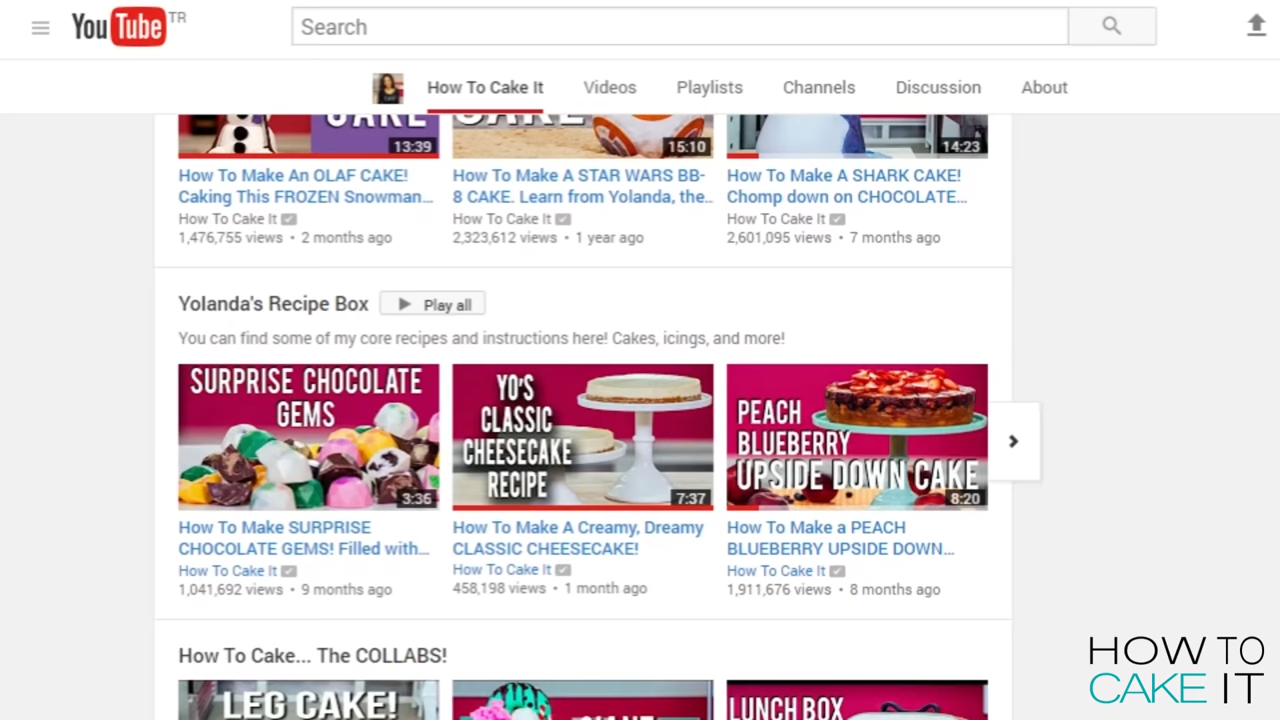 YouTube TR
Search
How To Cake It Videos Playlists Channels Discussion About
CAKE
13:39
15:10
14:23
How To Make An OLAF CAKE!
Caking This FROZEN Snowman...
How To Cake It
1,476,755 views • 2 months ago
How To Make A STAR WARS BB-
8 CAKE. Learn from Yolanda, the..
How To Cake It
2,323,612 views • 1 year ago
How To Make A SHARK CAKE!
Chomp down on CHOCOLATE...
How To Cake It
2,601,095 views • 7 months ago
Yolanda's Recipe Box
Play all
You can find some of my core recipes and instructions here! Cakes, icings, and more!
SURPRISE CHOCOLATE
GEMS
3:36
YO'S
CLASSIC
CHEESECAKE
RECIPE
7:37
PEACH
BLUEBERRY
UPSIDE DOWN CAKE
8:20
How To Make SURPRISE
CHOCOLATE GEMS! Filled with...
How To Cake It
1,041,692 views • 9 months ago
How To Make A Creamy, Dreamy
CLASSIC CHEESECAKE!
How To Cake It
458,198 views • 1 month ago
How To Make a PEACH
BLUEBERRY UPSIDE DOWN...
How To Cake It
1,911,676 views • 8 months ago
How To Cake... The COLLABS!
LEG CAKE!
LUNCH BOX
HOW TO
CAKE IT